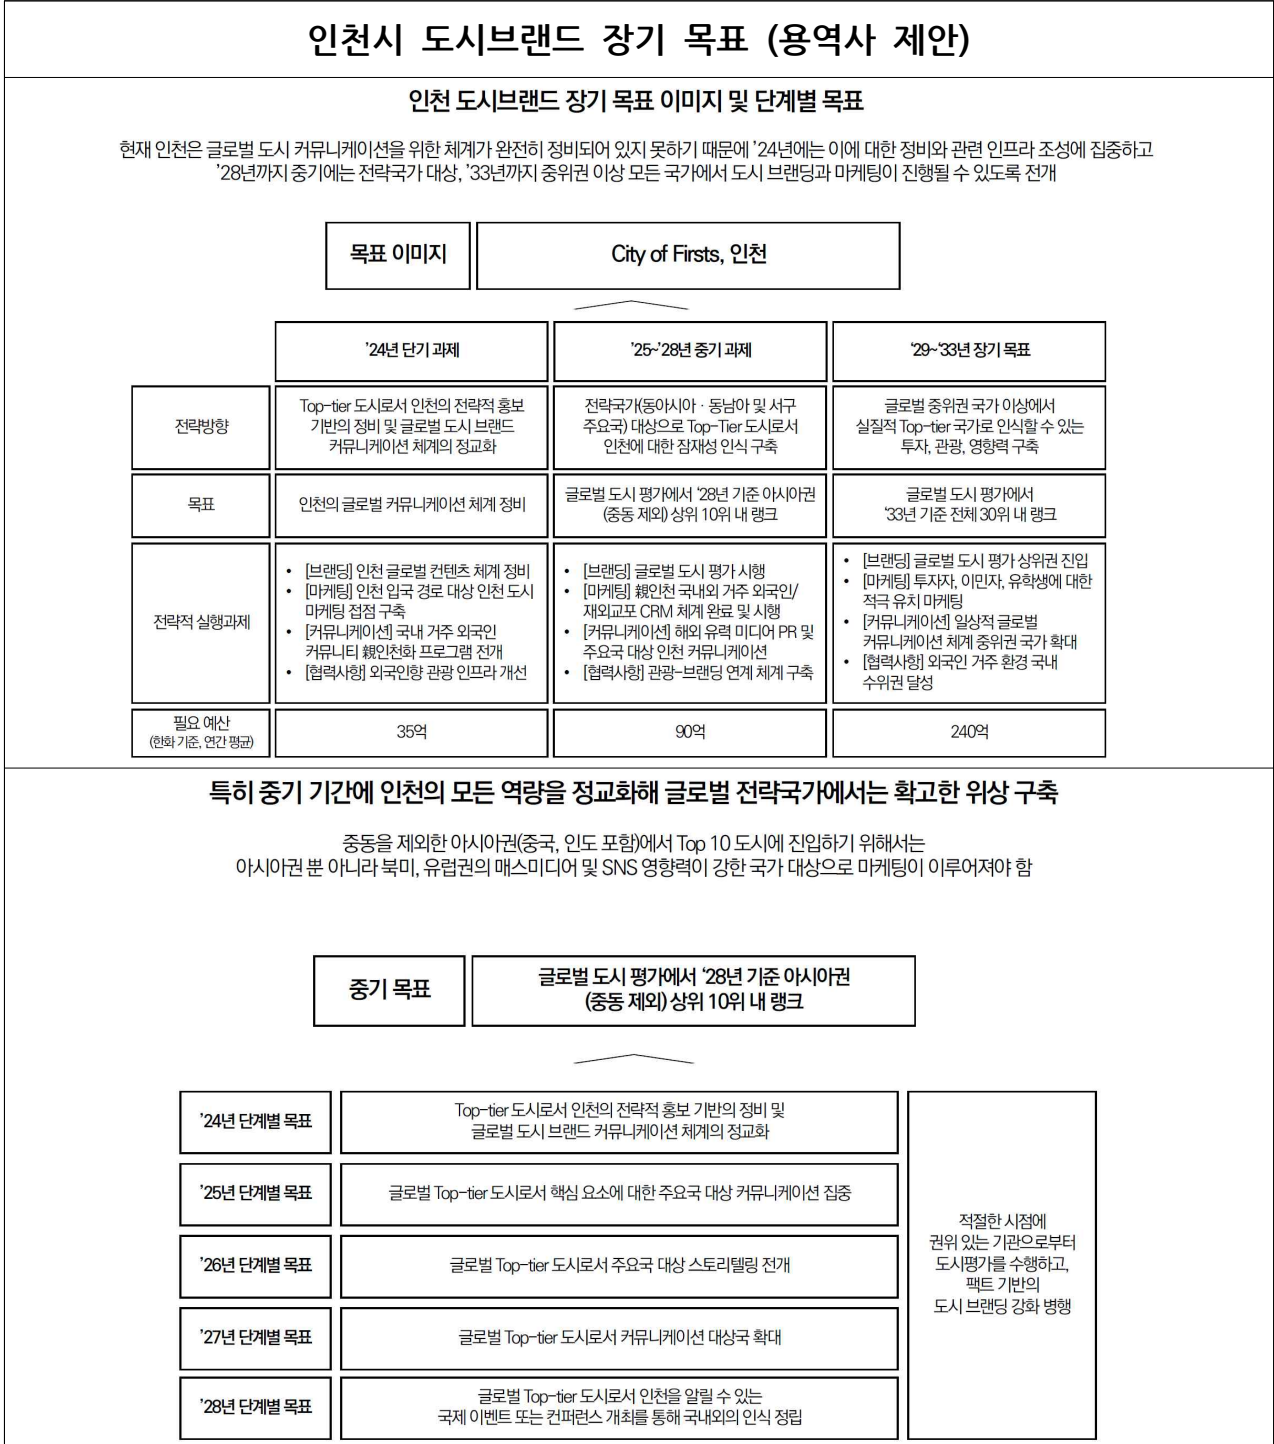 인천시 도시브랜드 장기 목표 (용역사 제안)
인천 도시브랜드 장기 목표 이미지 및 단계별 목표
현재 인천은 글로벌 도시 커뮤니케이션을 위한 체계가 완전히 정비되어 있지 못하기 때문에 ’24년에는 이에 대한 정비와 관련 인프라 조성에 집중하고
’28년까지 중기에는 전략국가 대상, ’33년까지 중위권 이상 모든 국가에서 도시 브랜딩과 마케팅이 진행될 수 있도록 전개
목표 이미지
City of Firsts, 인천
’24년 단기 과제
’25~’28년 중기 과제
‘29~‘33년 장기 목표
전략방향
Top-tier 도시로서 인천의 전략적 홍보
기반의 정비 및 글로벌 도시 브랜드
커뮤니케이션 체계의 정교화
전략국가(동아시아 · 동남아 및 서구
주요국) 대상으로 Top-Tier 도시로서
인천에 대한 잠재성 인식 구축
글로벌 중위권 국가 이상에서
실질적 Top-tier 국가로 인식할 수 있는
투자, 관광, 영향력 구축
목표
인천의 글로벌 커뮤니케이션 체계 정비
글로벌 도시 평가에서 ‘28년 기준 아시아권
(중동 제외) 상위 10위 내 랭크
글로벌 도시 평가에서
‘33년 기준 전체 30위 내 랭크
전략적 실행과제
• [브랜딩] 인천 글로벌 컨텐츠 체계 정비
• [마케팅] 인천 입국 경로 대상 인천 도시
마케팅 접점 구축
• [커뮤니케이션] 국내 거주 외국인
커뮤니티 親인천화 프로그램 전개
• [협력사항] 외국인향 관광 인프라 개선
• [브랜딩] 글로벌 도시 평가 시행
• [마케팅] 親인천 국내외 거주 외국인/
재외교포 CRM 체계 완료 및 시행
• [커뮤니케이션] 해외 유력 미디어 PR 및
주요국 대상 인천 커뮤니케이션
• [협력사항] 관광-브랜딩 연계 체계 구축
• [브랜딩] 글로벌 도시 평가 상위권 진입
• [마케팅] 투자자, 이민자, 유학생에 대한
적극 유치 마케팅
• [커뮤니케이션] 일상적 글로벌
커뮤니케이션 체계 중위권 국가 확대
• [협력사항] 외국인 거주 환경 국내
수위권 달성
필요 예산
(한화 기준, 연간 평균)
35억
90억
240억
특히 중기 기간에 인천의 모든 역량을 정교화해 글로벌 전략국가에서는 확고한 위상 구축
중동을 제외한 아시아권(중국, 인도 포함)에서 Top 10 도시에 진입하기 위해서는
아시아권 뿐 아니라 북미, 유럽권의 매스미디어 및 SNS 영향력이 강한 국가 대상으로 마케팅이 이루어져야 함
중기 목표
글로벌 도시 평가에서 ‘28년 기준 아시아권
(중동 제외) 상위 10위 내 랭크
’24년 단계별 목표
Top-tier 도시로서 인천의 전략적 홍보 기반의 정비 및
글로벌 도시 브랜드 커뮤니케이션 체계의 정교화
’25년 단계별 목표
글로벌 Top-tier 도시로서 핵심 요소에 대한 주요국 대상 커뮤니케이션 집중
’26년 단계별 목표
글로벌 Top-tier 도시로서 주요국 대상 스토리텔링 전개
’27년 단계별 목표
글로벌 Top-tier 도시로서 커뮤니케이션 대상국 확대
’28년 단계별 목표
글로벌 Top-tier 도시로서 인천을 알릴 수 있는
국제 이벤트 또는 컨퍼런스 개최를 통해 국내외의 인식 정립
적절한 시점에
권위 있는 기관으로부터
도시평가를 수행하고,
팩트 기반의
도시 브랜딩 강화 병행